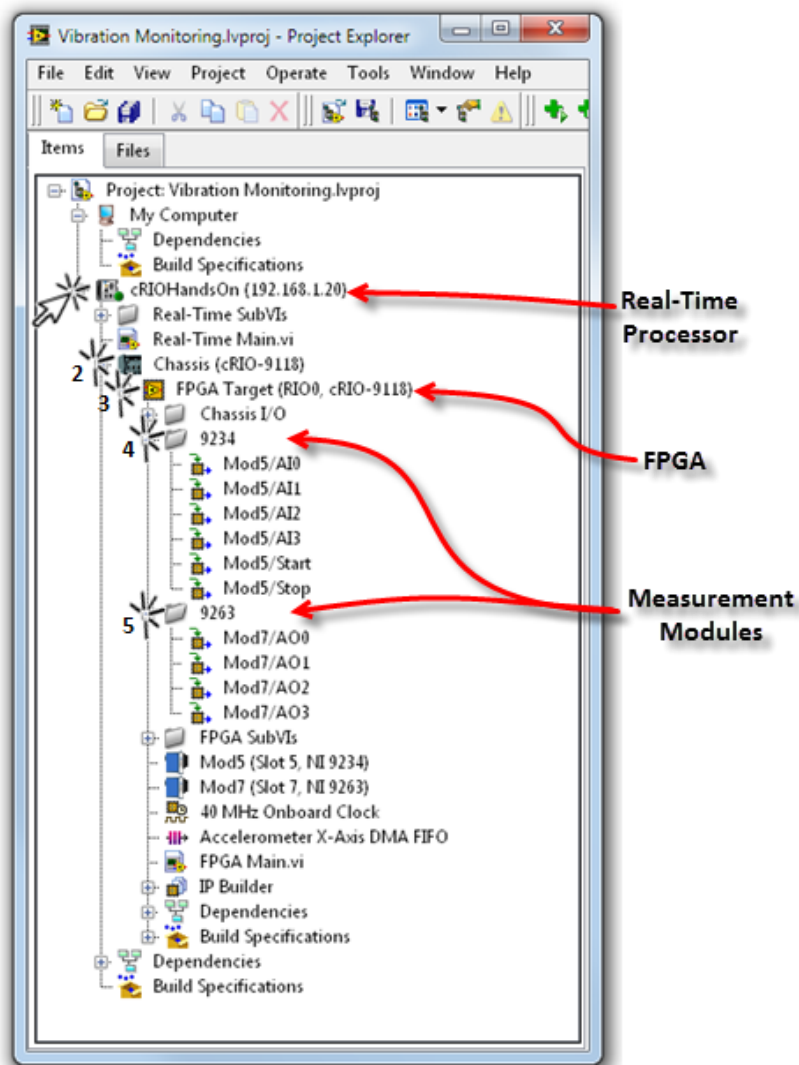 Vibration Monitoring.lvproj - Project Explorer
File Edit View Project Operate Tools Window Help
Items Files
Project: Vibration Monitoring.lvproj
My Computer
Dependencies
Build Specifications
cRIOHandsOn (192.168.1.20)
Real-Time
Processor
Real-Time SubVIs
Real-Time Main.vi
2 Chassis (cRIO-9118)
3 FPGA Target (RIO0, cRIO-9118)
Chassis I/O
4 9234
FPGA
Mod5/AI0
Mod5/AI1
Mod5/AI2
Mod5/AI3
Mod5/Start
Mod5/Stop
Measurement
Modules
5 9263
Mod7/AO0
Mod7/AO1
Mod7/AO2
Mod7/AO3
FPGA SubVIs
Mod5 (Slot 5, NI 9234)
Mod7 (Slot 7, NI 9263)
40 MHz Onboard Clock
Accelerometer X-Axis DMA FIFO
FPGA Main.vi
IP Builder
Dependencies
Build Specifications
Dependencies
Build Specifications